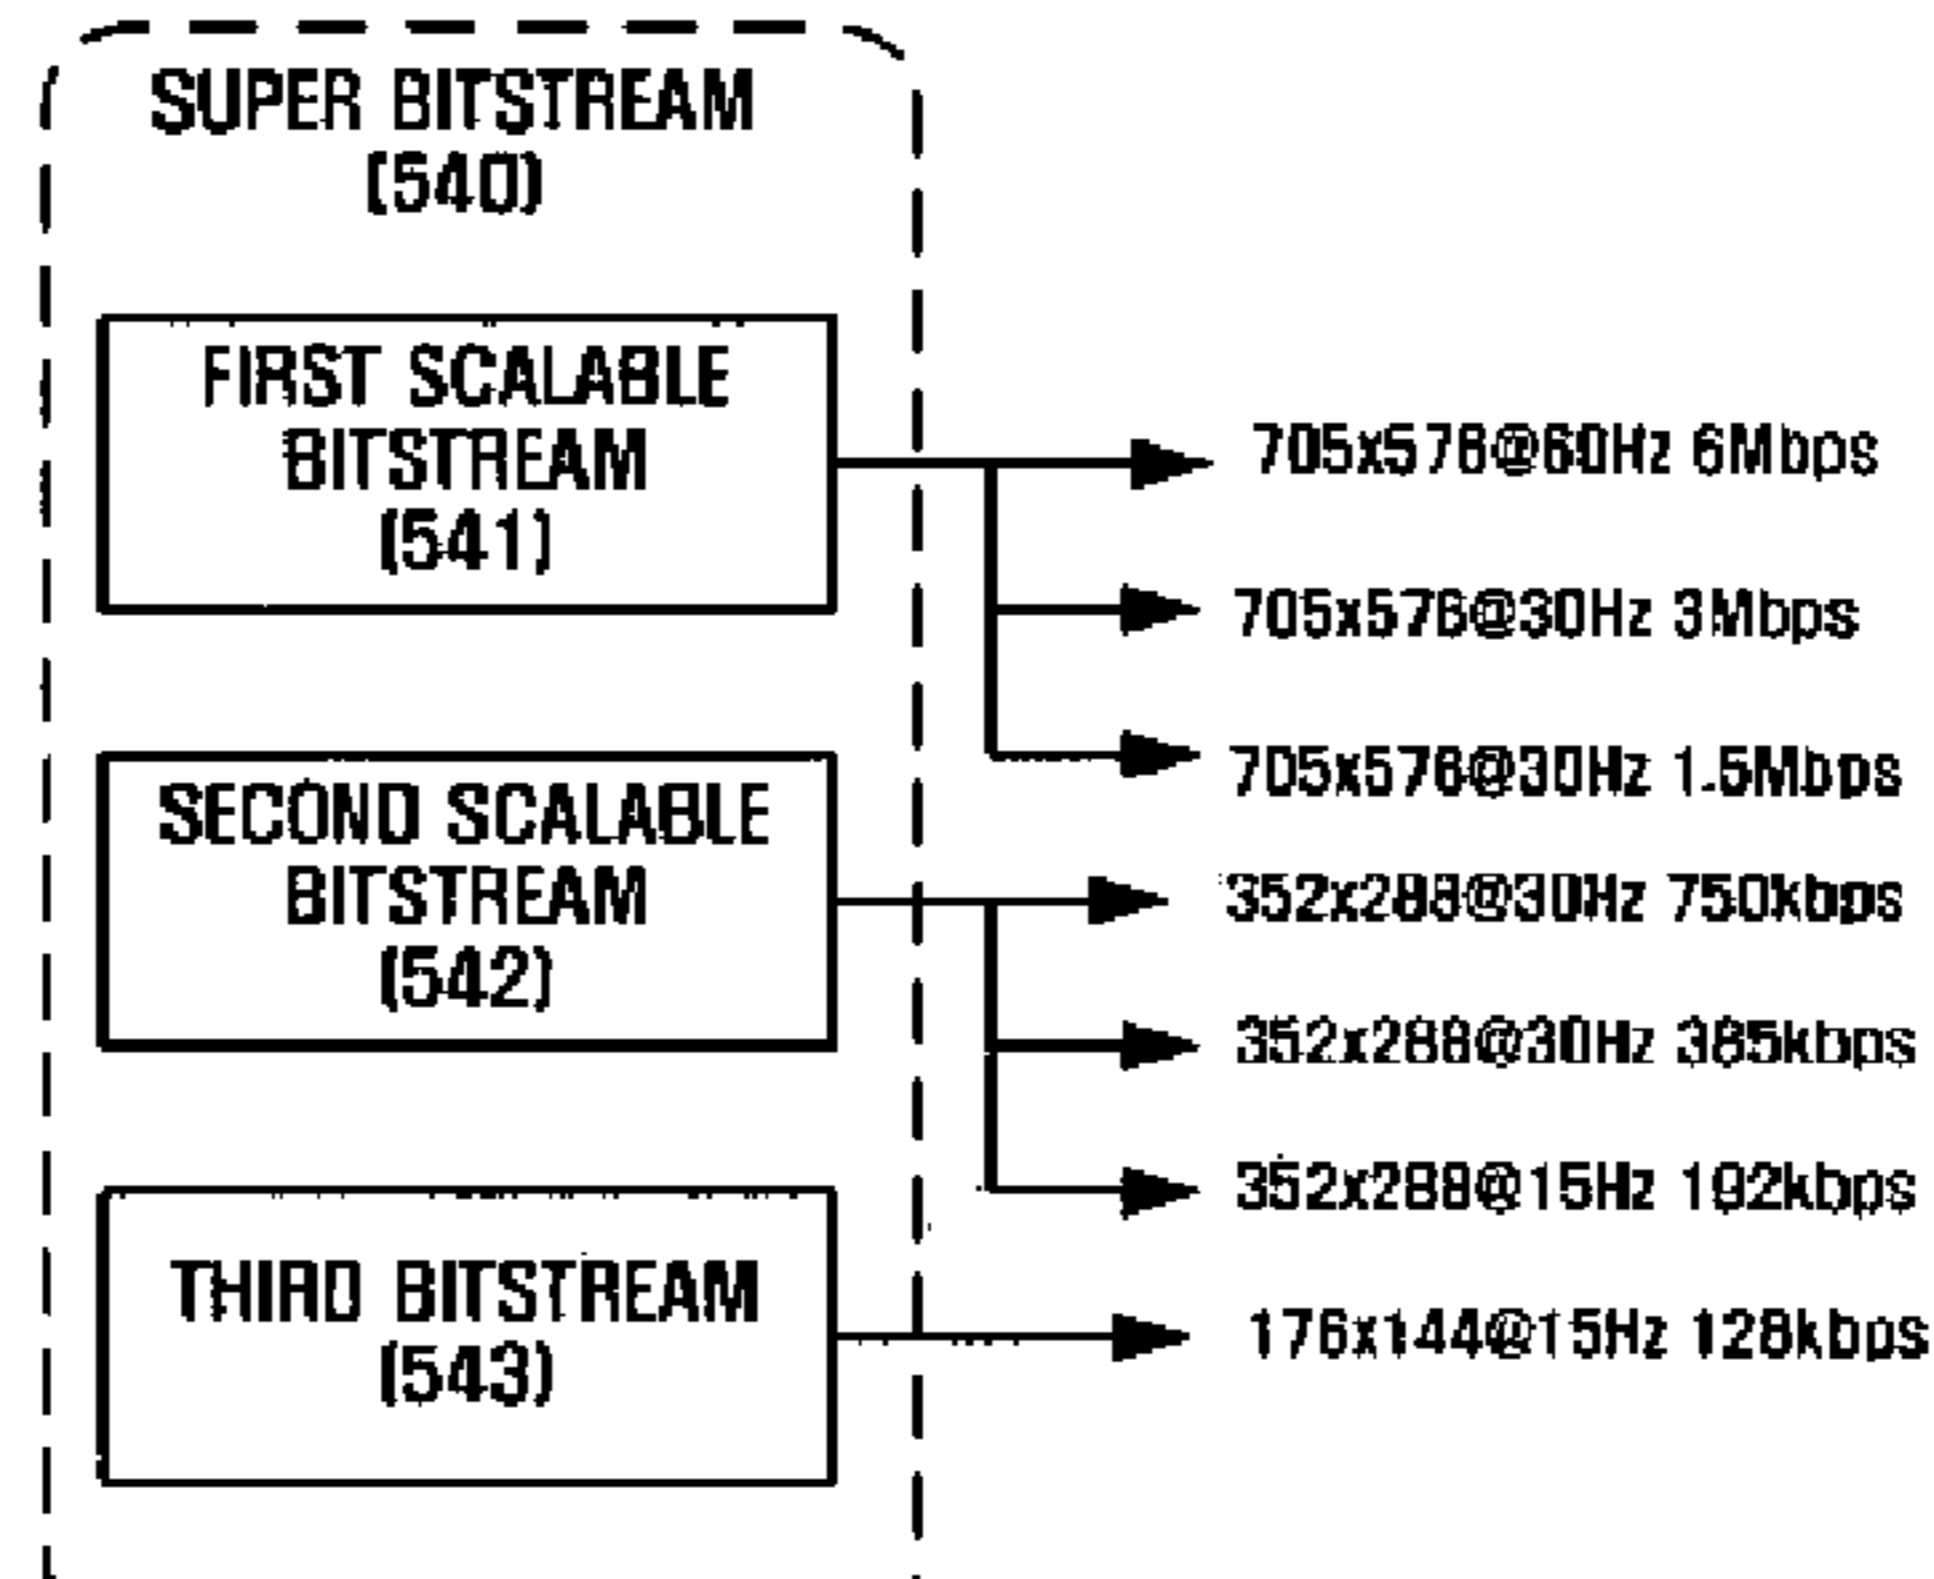 SUPER BITSTREAM
(540)
FIRST SCALABLE
BITSTREAM
(541)
705x576@60Hz 6Mbps
705x576@30Hz 3Mbps
705x576@30Hz 1.5Mbps
SECOND SCALABLE
BITSTREAM
(542)
352x288@30Hz 750kbps
352x288@30Hz 385kbps
352x288@15Hz 192kbps
THIRD BITSTREAM
(543)
176x144@15Hz 128kbps